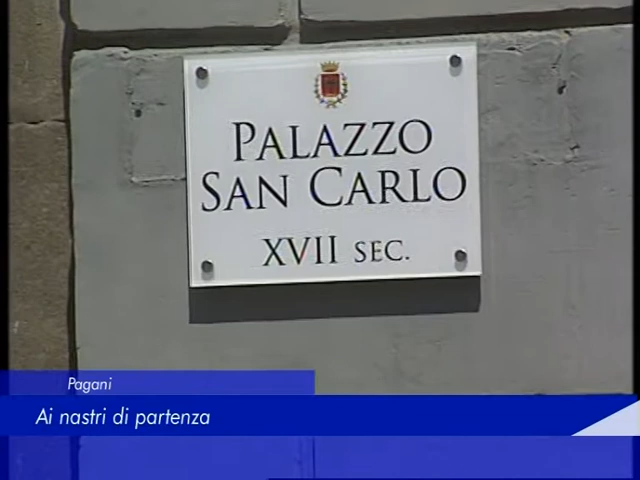 PALAZZO
SAN CARLO
XVII SEC.
Pagani
Ai nastri di partenza